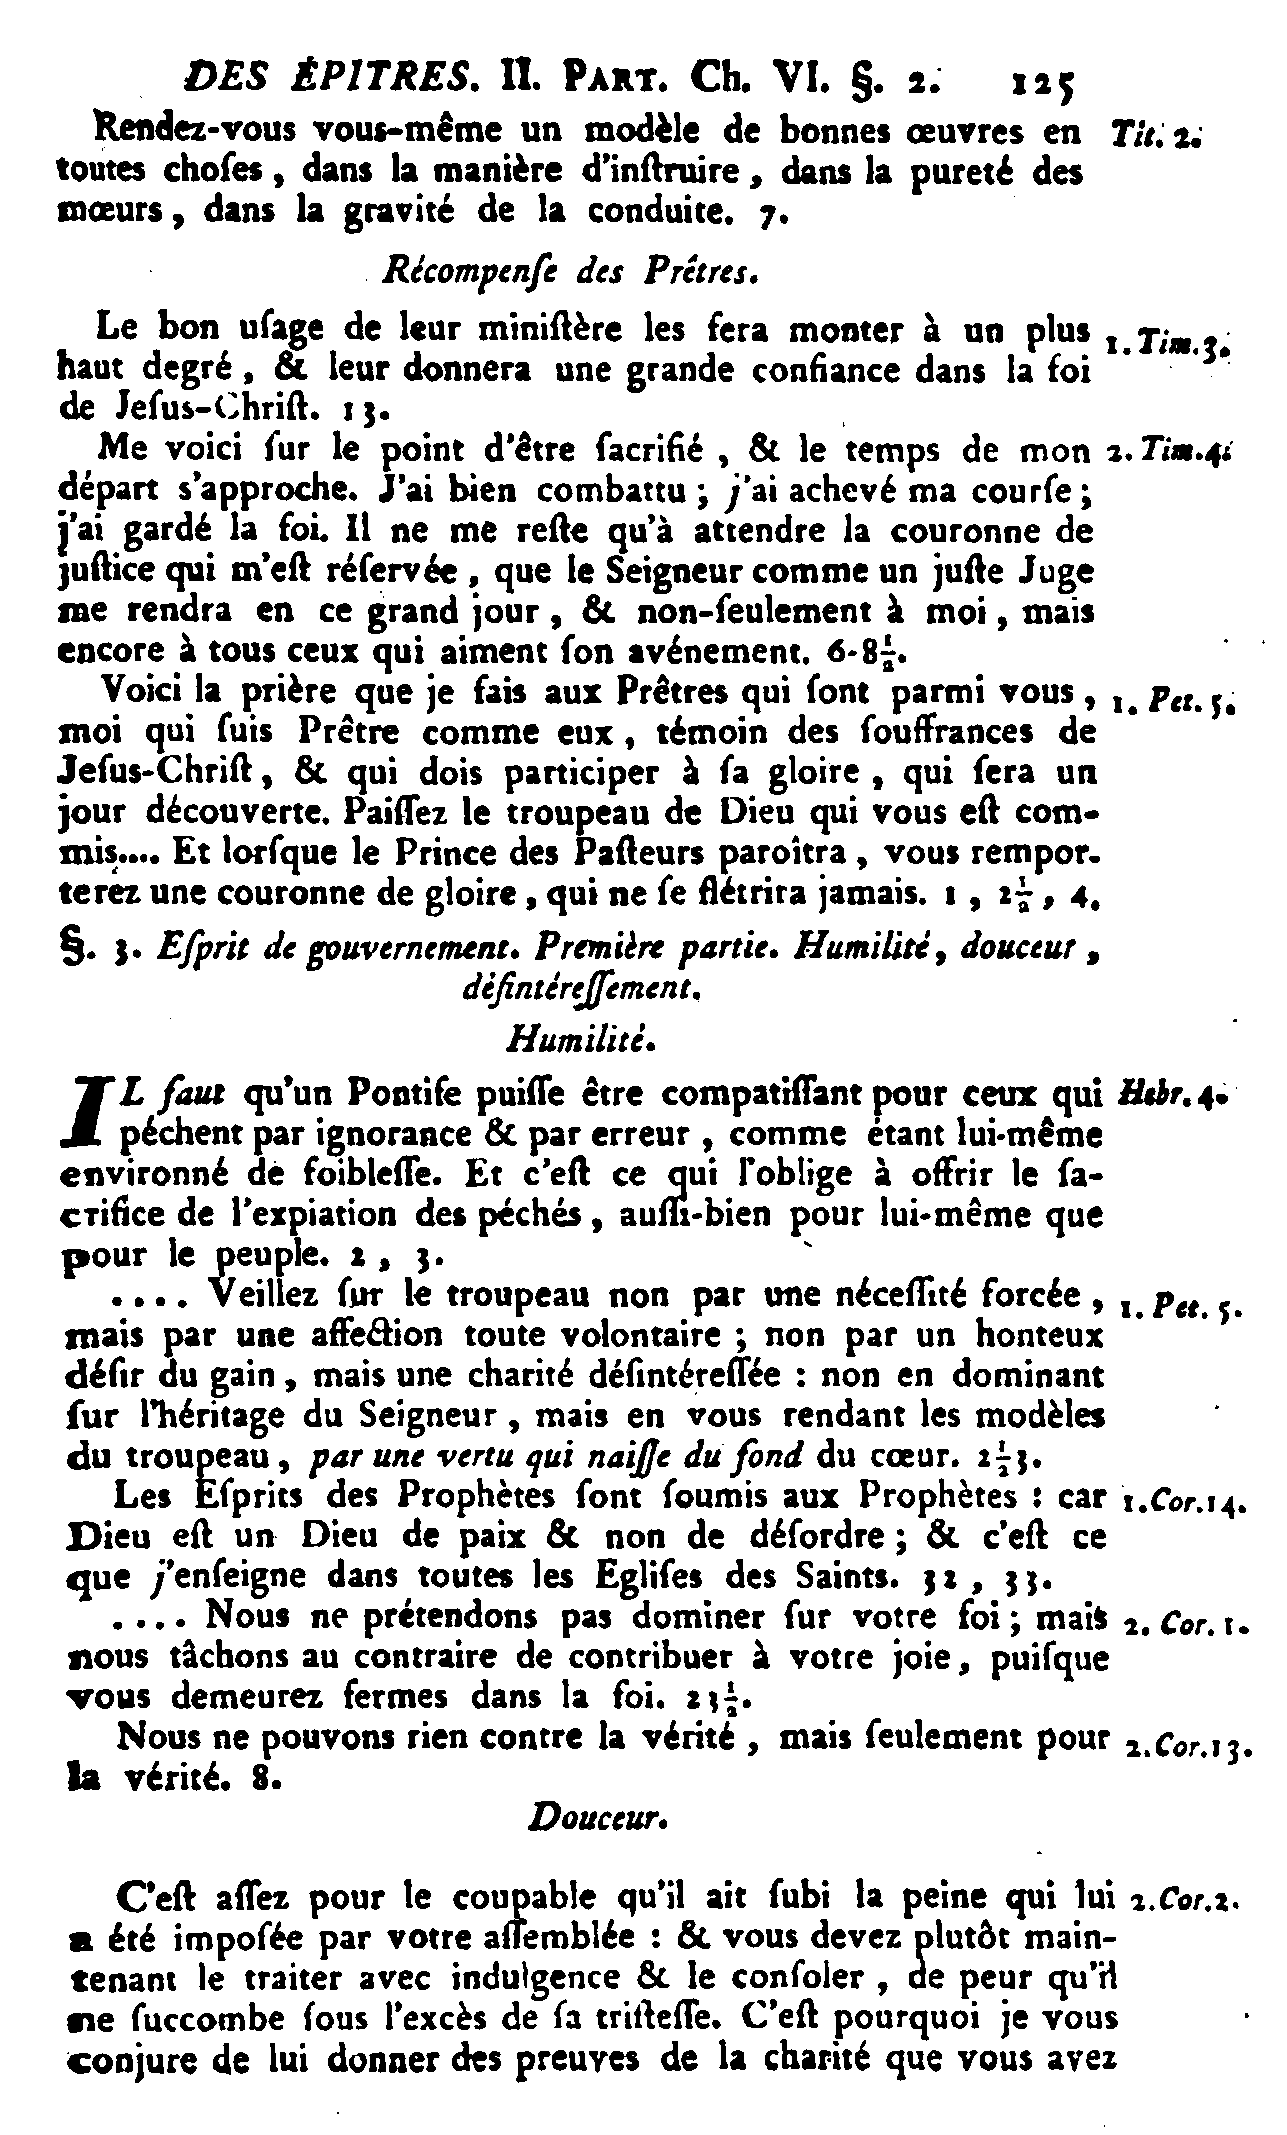 DES ÉPITRES. II. PART. Ch. VI. §. 2. 125
Rendez-vous vous-même un modèle de bonnes œuvres en Tit. 2.
toutes choſes, dans la manière d'inſtruire, dans la pureté des
mœurs, dans la gravité de la conduite. 7.
Récompenſe des Prêtres.
Le bon uſage de leur miniſtère les fera monter à un plus 1. Tim. 3.
haut degré, & leur donnera une grande confiance dans la foi
de Jeſus-Chriſt. 13.
Me voici ſur le point d'être ſacrifié, & le temps de mon 2. Tim. 4.
départ s'approche. J'ai bien combattu; j'ai achevé ma courſe;
j'ai gardé la foi. Il ne me reſte qu'à attendre la couronne de
juſtice qui m'eſt réſervée, que le Seigneur comme un juſte Juge
me rendra en ce grand jour, & non-ſeulement à moi, mais
encore à tous ceux qui aiment ſon avénement. 6-8½.
Voici la prière que je fais aux Prêtres qui ſont parmi vous, 1. Pet. 5.
moi qui ſuis Prêtre comme eux, témoin des ſouffrances de
Jeſus-Chriſt, & qui dois participer à ſa gloire, qui ſera un
jour découverte. Paiſſez le troupeau de Dieu qui vous eſt com-
mis.... Et lorſque le Prince des Paſteurs paroîtra, vous rempor-
terez une couronne de gloire, qui ne ſe flétrira jamais. 1, 2½, 4.
§. 3. Eſprit de gouvernement. Première partie. Humilité, douceur,
déſintéreſſement.
Humilité.
IL faut qu'un Pontife puiſſe être compatiſſant pour ceux qui Hebr. 4.
péchent par ignorance & par erreur, comme étant lui-même
environné de foibleſſe. Et c'eſt ce qui l'oblige à offrir le ſa-
crifice de l'expiation des péchés, auſſi-bien pour lui-même que
pour le peuple. 2, 3.
.... Veillez ſur le troupeau non par une néceſſité forcée, 1. Pet. 5.
mais par une affection toute volontaire; non par un honteux
déſir du gain, mais une charité déſintéreſſée : non en dominant
ſur l'héritage du Seigneur, mais en vous rendant les modèles
du troupeau, par une vertu qui naiſſe du fond du cœur. 2½3.
Les Eſprits des Prophètes ſont ſoumis aux Prophètes : car 1. Cor. 14.
Dieu eſt un Dieu de paix & non de déſordre; & c'eſt ce
que j'enſeigne dans toutes les Egliſes des Saints. 32, 33.
.... Nous ne prétendons pas dominer ſur votre foi; mais 2. Cor. 1.
nous tâchons au contraire de contribuer à votre joie, puiſque
vous demeurez fermes dans la foi. 23½.
Nous ne pouvons rien contre la vérité, mais ſeulement pour 2. Cor. 13.
la vérité. 8.
Douceur.
C'eſt aſſez pour le coupable qu'il ait ſubi la peine qui lui 2. Cor. 2.
a été impoſée par votre aſſemblée : & vous devez plutôt main-
tenant le traiter avec indulgence & le conſoler, de peur qu'il
ne ſuccombe ſous l'excès de ſa triſteſſe. C'eſt pourquoi je vous
conjure de lui donner des preuves de la charité que vous avez